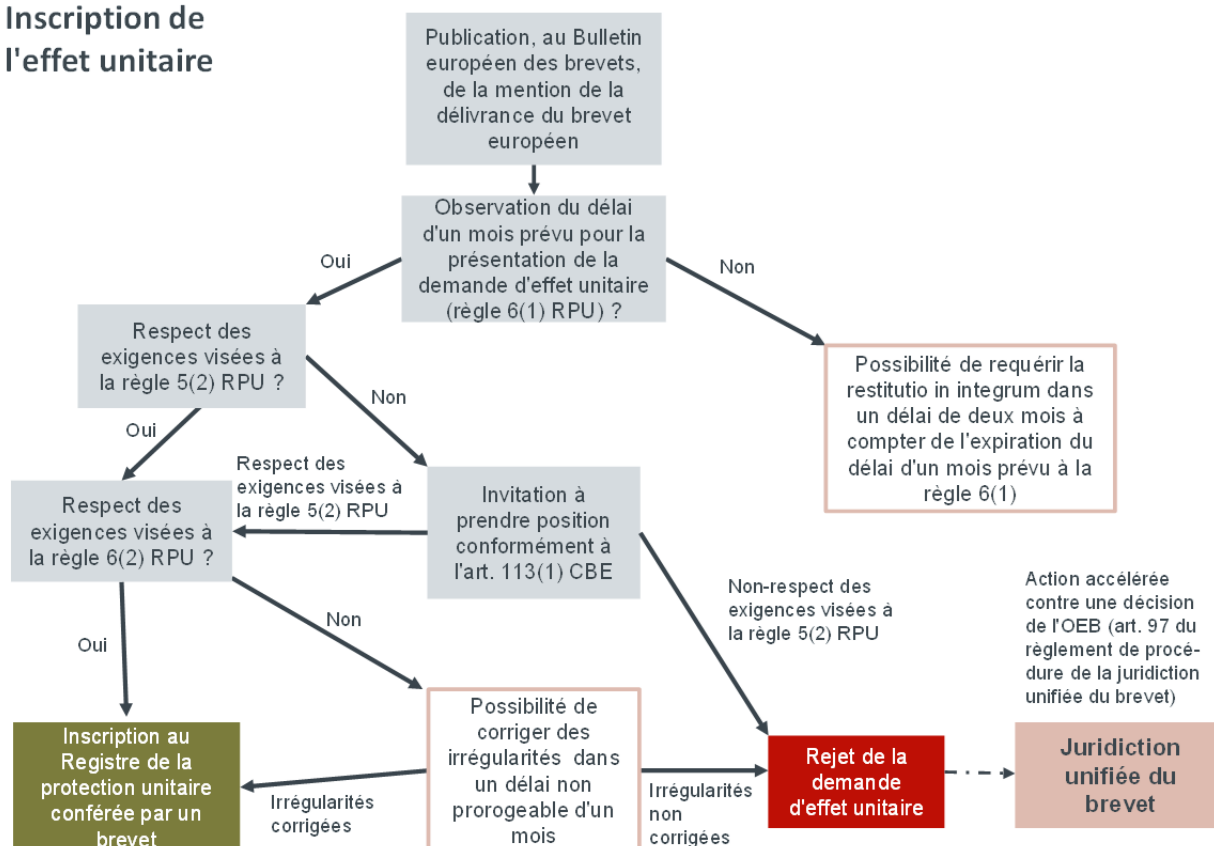 Inscription de
l'effet unitaire
Publication, au Bulletin
européen des brevets,
de la mention de la
délivrance du brevet
européen
Observation du délai
d'un mois prévu pour la
présentation de la
demande d'effet unitaire
(règle 6(1) RPU) ?
Oui
Non
Respect des
exigences visées à
la règle 5(2) RPU ?
Possibilité de requérir la
restitutio in integrum dans
un délai de deux mois à
compter de l'expiration du
délai d'un mois prévu à la
règle 6(1)
Oui
Non
Respect des
exigences visées à
la règle 5(2) RPU
Respect des
exigences visées à
la règle 6(2) RPU ?
Invitation à
prendre position
conformément à
l'art. 113(1) CBE
Non-respect des
exigences visées à
la règle 5(2) RPU
Action accélérée
contre une décision
de l'OEB (art. 97 du
règlement de procé-
dure de la juridiction
unifiée du brevet)
Oui
Non
Inscription au
Registre de la
protection unitaire
conférée par un
brevet
Irrégularités
corrigées
Possibilité de
corriger des
irrégularités dans
un délai non
prorogeable d'un
mois
Irrégularités
non
corrigées
Rejet de la
demande
d'effet unitaire
Juridiction
unifiée du
brevet